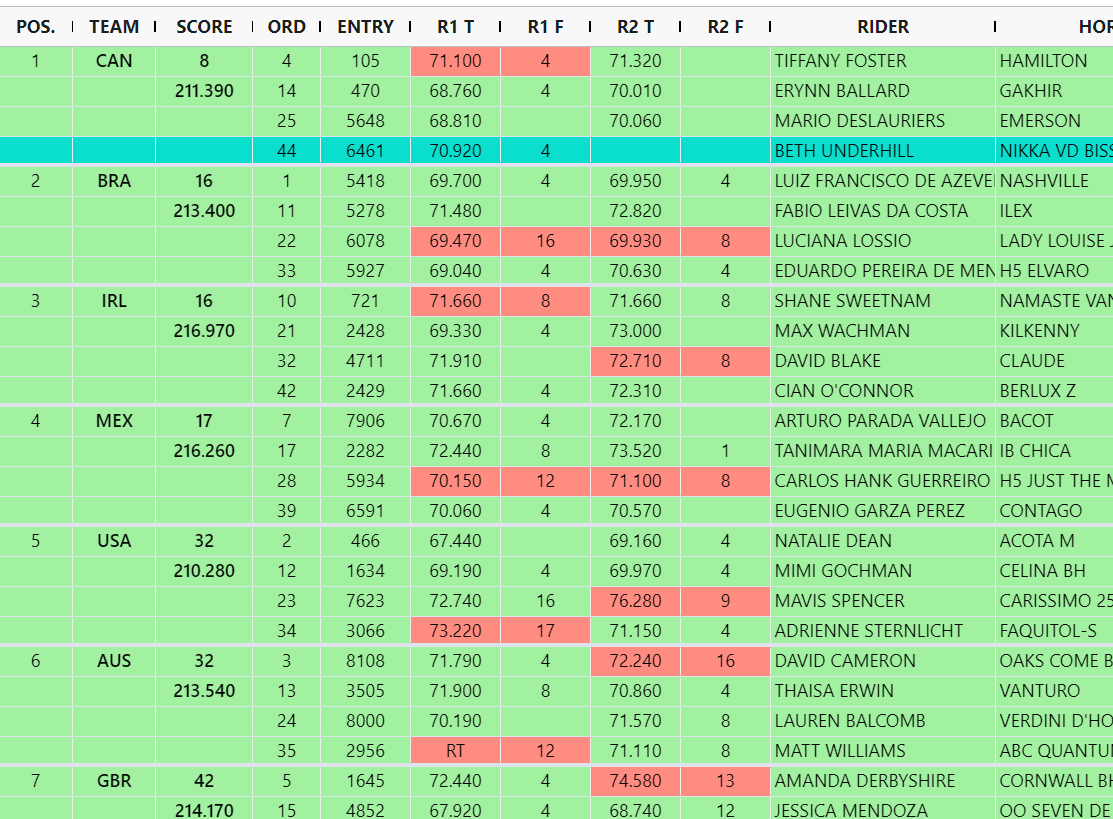 POS. TEAM SCORE ORD ENTRY R1 T R1 F R2 T R2 F RIDER HOR
1 CAN 8 4 105 71.100 4 71.320 TIFFANY FOSTER HAMILTON
211.390 14 470 68.760 4 70.010 ERYNN BALLARD GAKHIR
25 5648 68.810 70.060 MARIO DESLAURIERS EMERSON
44 6461 70.920 4 BETH UNDERHILL NIKKA VD BISS
2 BRA 16 1 5418 69.700 4 69.950 4 LUIZ FRANCISCO DE AZEVE NASHVILLE
213.400 11 5278 71.480 72.820 FABIO LEIVAS DA COSTA ILEX
22 6078 69.470 16 69.930 8 LUCIANA LOSSIO LADY LOUISE J
33 5927 69.040 4 70.630 4 EDUARDO PEREIRA DE MEN H5 ELVARO
3 IRL 16 10 721 71.660 8 71.660 8 SHANE SWEETNAM NAMASTE VAN
216.970 21 2428 69.330 4 73.000 MAX WACHMAN KILKENNY
32 4711 71.910 72.710 8 DAVID BLAKE CLAUDE
42 2429 71.660 4 72.310 CIAN O'CONNOR BERLUX Z
4 MEX 17 7 7906 70.670 4 72.170 ARTURO PARADA VALLEJO BACOT
216.260 17 2282 72.440 8 73.520 1 TANIMARA MARIA MACARI IB CHICA
28 5934 70.150 12 71.100 8 CARLOS HANK GUERREIRO H5 JUST THE M
39 6591 70.060 4 70.570 EUGENIO GARZA PEREZ CONTAGO
5 USA 32 2 466 67.440 69.160 4 NATALIE DEAN ACOTA M
210.280 12 1634 69.190 4 69.970 4 MIMI GOCHMAN CELINA BH
23 7623 72.740 16 76.280 9 MAVIS SPENCER CARISSIMO 25
34 3066 73.220 17 71.150 4 ADRIENNE STERNLICHT FAQUITOL-S
6 AUS 32 3 8108 71.790 4 72.240 16 DAVID CAMERON OAKS COME B
213.540 13 3505 71.900 8 70.860 4 THAISA ERWIN VANTURO
24 8000 70.190 71.570 8 LAUREN BALCOMB VERDINI D'HO
35 2956 RT 12 71.110 8 MATT WILLIAMS ABC QUANTUM
7 GBR 42 5 1645 72.440 4 74.580 13 AMANDA DERBYSHIRE CORNWALL BH
214.170 15 4852 67.920 4 68.740 12 JESSICA MENDOZA OO SEVEN DE